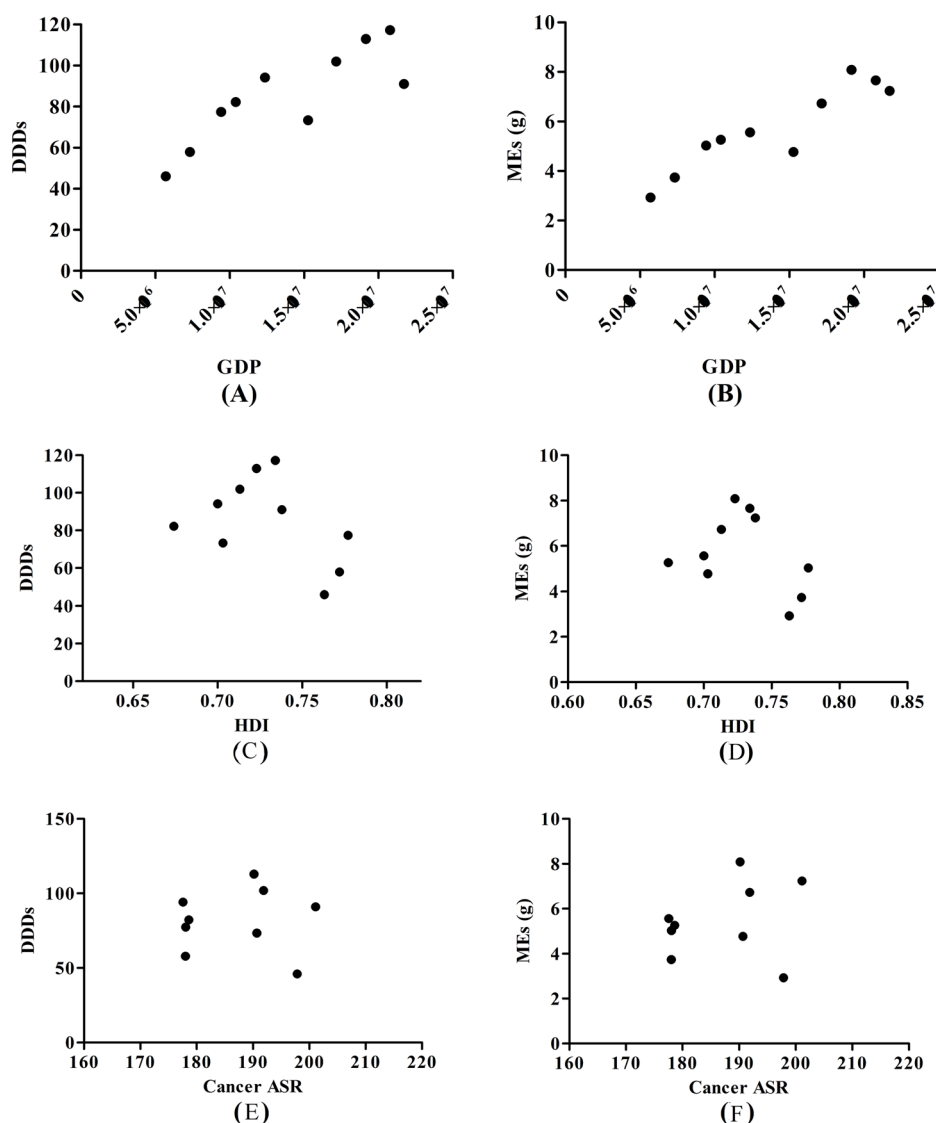 120
100
80
60
40
20
0
DDDs
0
5.0×10⁶
1.0×10⁷
1.5×10⁷
2.0×10⁷
2.5×10⁷
GDP
(A)
10
8
6
4
2
0
MEs (g)
0
5.0×10⁶
1.0×10⁷
1.5×10⁷
2.0×10⁷
2.5×10⁷
GDP
(B)
120
100
80
60
40
20
0
DDDs
0.65 0.70 0.75 0.80
HDI
(C)
10
8
6
4
2
0
MEs (g)
0.60 0.65 0.70 0.75 0.80 0.85
HDI
(D)
150
100
50
0
DDDs
160 170 180 190 200 210 220
Cancer ASR
(E)
10
8
6
4
2
0
MEs (g)
160 170 180 190 200 210 220
Cancer ASR
(F)